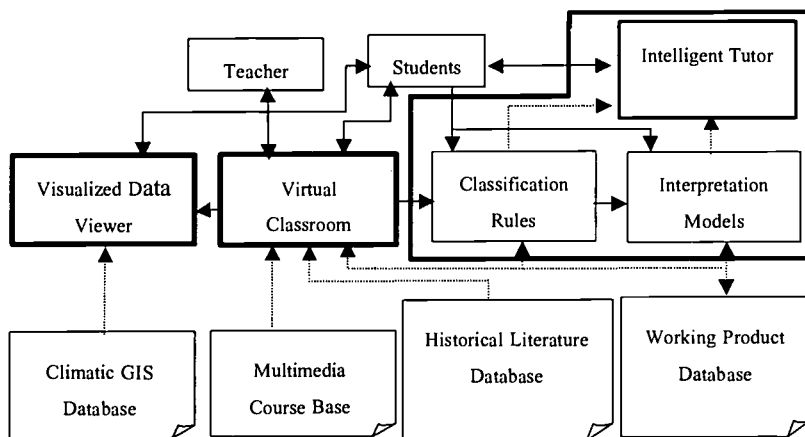 Teacher
Students
Intelligent Tutor
Visualized Data
Viewer
Virtual
Classroom
Classification
Rules
Interpretation
Models
Climatic GIS
Database
Multimedia
Course Base
Historical Literature
Database
Working Product
Database